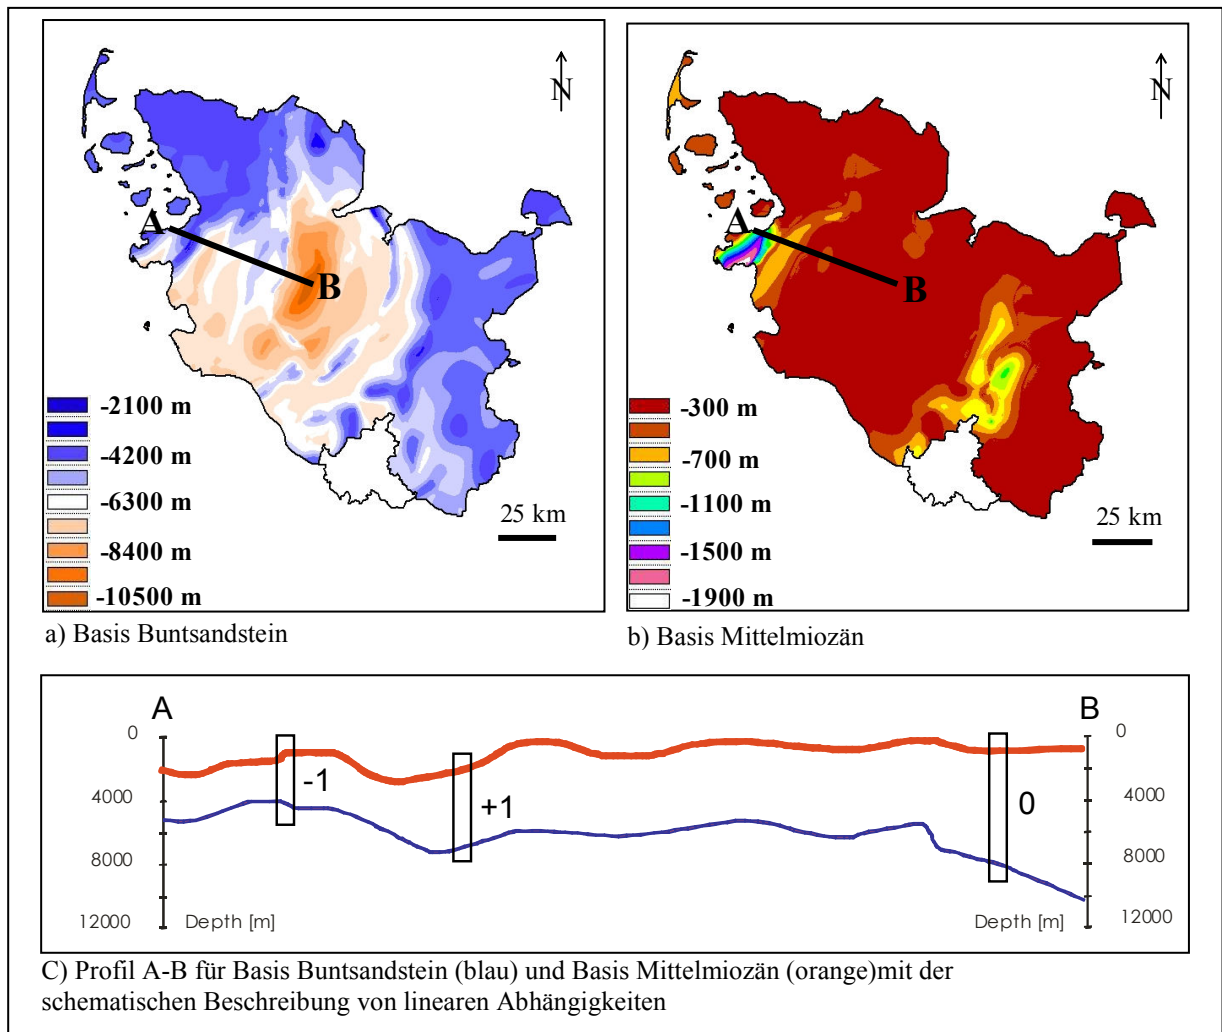 N
A
B
-2100 m
-4200 m
-6300 m
-8400 m
-10500 m
25 km
a) Basis Buntsandstein
N
A
B
-300 m
-700 m
-1100 m
-1500 m
-1900 m
25 km
b) Basis Mittelmiozän
A
B
0
0
-1
+1
0
4000
4000
8000
8000
12000
Depth [m]
Depth [m]
12000
C) Profil A-B für Basis Buntsandstein (blau) und Basis Mittelmiozän (orange)mit der
schematischen Beschreibung von linearen Abhängigkeiten